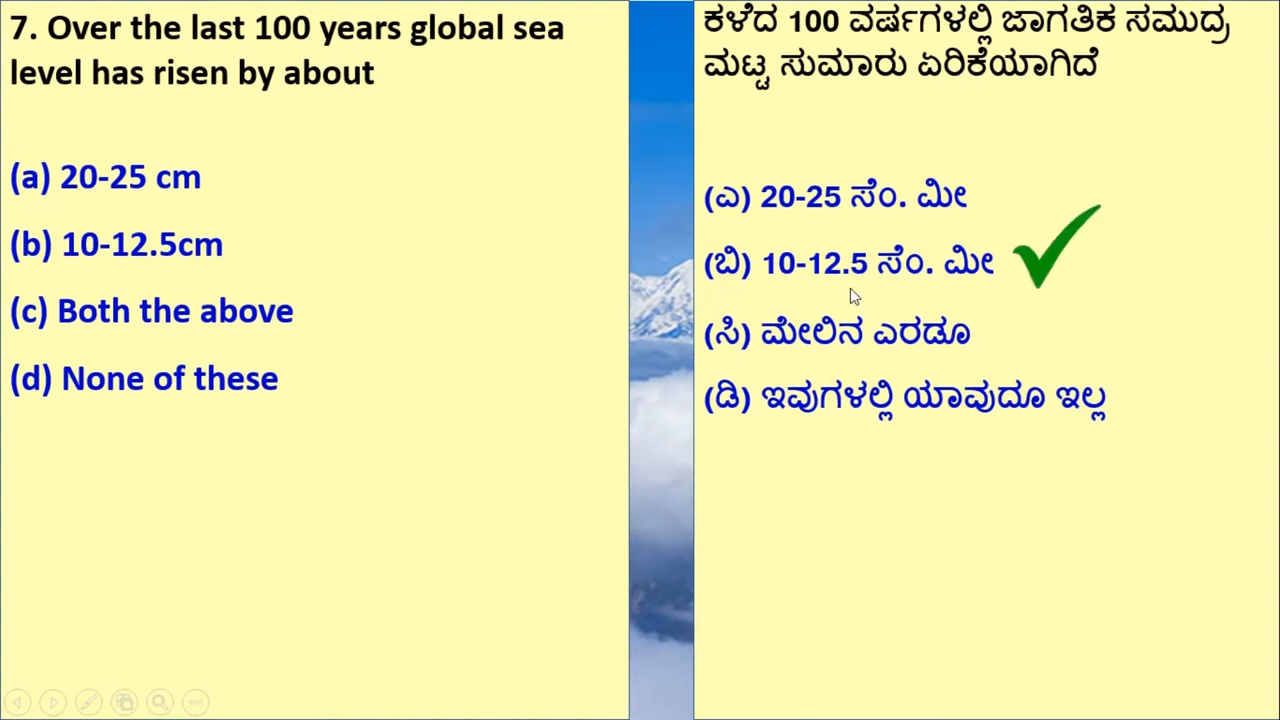 7. Over the last 100 years global sea
level has risen by about
(a) 20-25 cm
(b) 10-12.5cm
(c) Both the above
(d) None of these
ಕಳೆದ 100 ವರ್ಷಗಳಲ್ಲಿ ಜಾಗತಿಕ ಸಮುದ್ರ
ಮಟ್ಟ ಸುಮಾರು ಏರಿಕೆಯಾಗಿದೆ
(ಎ) 20-25 ಸೆಂ. ಮೀ
(ಬಿ) 10-12.5 ಸೆಂ. ಮೀ
(ಸಿ) ಮೇಲಿನ ಎರಡೂ
(ಡಿ) ಇವುಗಳಲ್ಲಿ ಯಾವುದೂ ಇಲ್ಲ